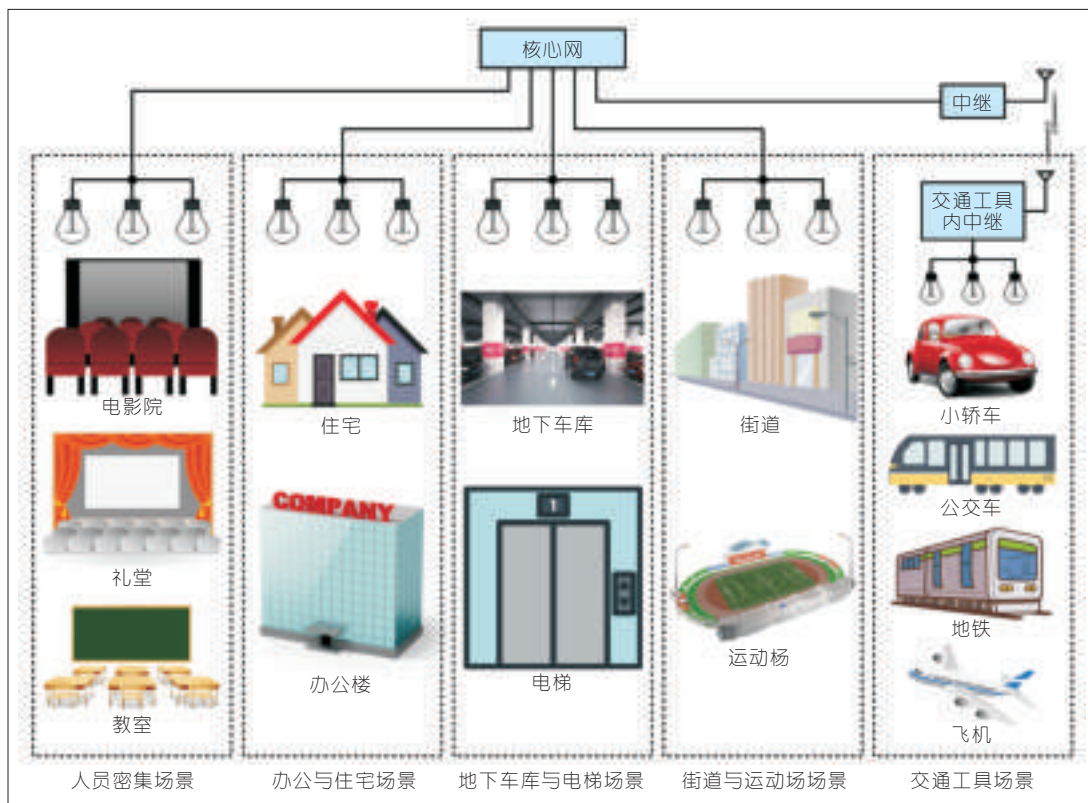 核心网
中继
交通工具
内中继
电影院
礼堂
教室
人员密集场景
住宅
COMPANY
办公楼
办公与住宅场景
地下车库
1
电梯
地下车库与电梯场景
街道
运动杨
街道与运动场场景
小轿车
公交车
地铁
飞机
交通工具场景